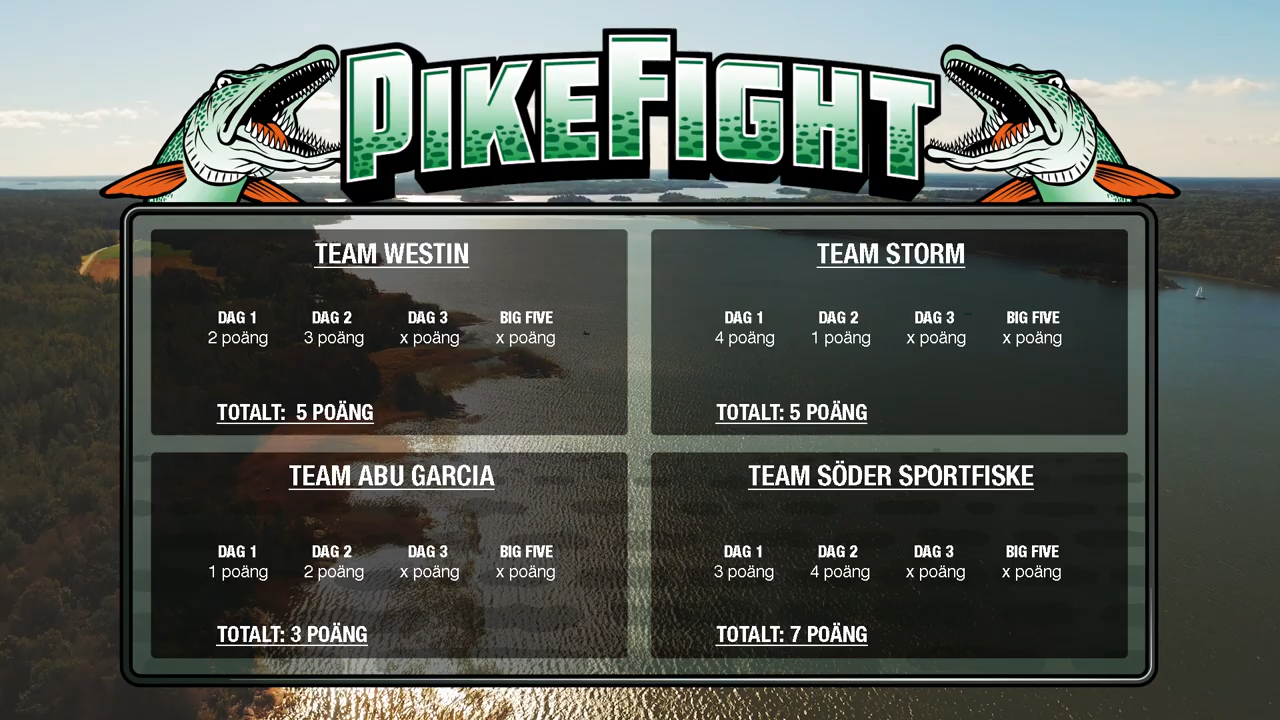 PIKEFIGHT
TEAM WESTIN
DAG 1 DAG 2 DAG 3 BIG FIVE
2 poäng 3 poäng x poäng x poäng
TOTALT: 5 POÄNG
TEAM STORM
DAG 1 DAG 2 DAG 3 BIG FIVE
4 poäng 1 poäng x poäng x poäng
TOTALT: 5 POÄNG
TEAM ABU GARCIA
DAG 1 DAG 2 DAG 3 BIG FIVE
1 poäng 2 poäng x poäng x poäng
TOTALT: 3 POÄNG
TEAM SÖDER SPORTFISKE
DAG 1 DAG 2 DAG 3 BIG FIVE
3 poäng 4 poäng x poäng x poäng
TOTALT: 7 POÄNG